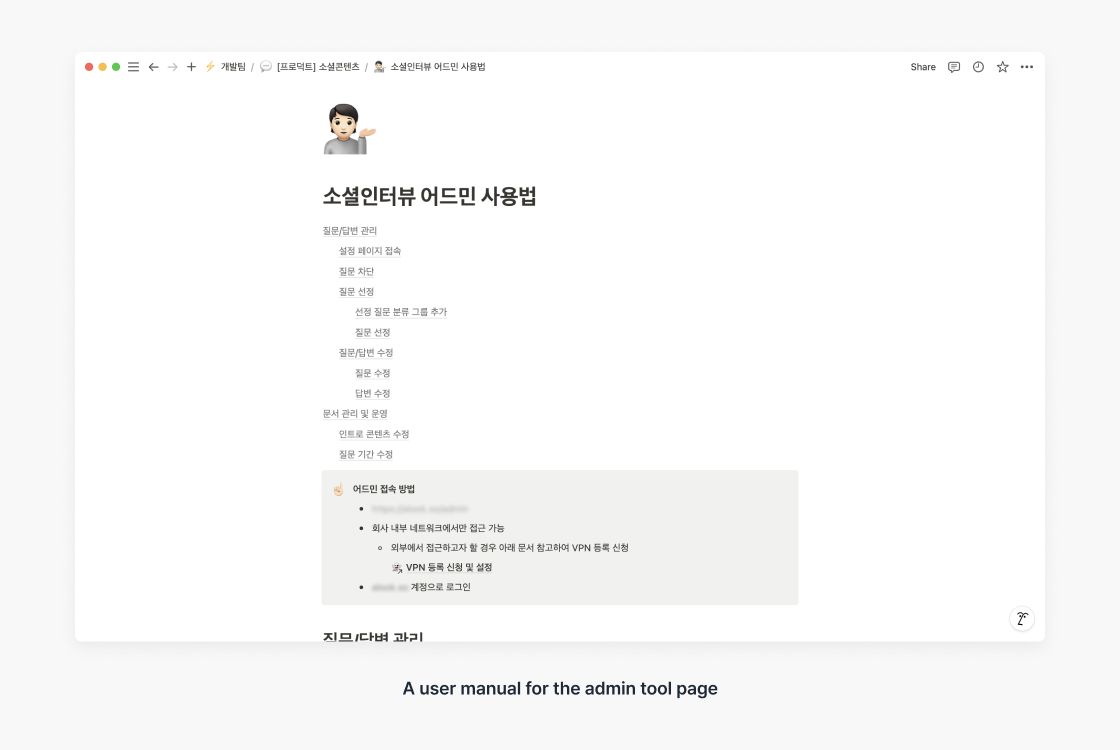 개발팀 / [프로덕트] 소셜콘텐츠 / 소셜인터뷰 어드민 사용법
Share
소셜인터뷰 어드민 사용법
질문/답변 관리
설정 페이지 접속
질문 차단
질문 선정
선정 질문 분류 그룹 추가
질문 선정
질문/답변 수정
질문 수정
답변 수정
문서 관리 및 운영
인트로 콘텐츠 수정
질문 기간 수정
어드민 접속 방법
회사 내부 네트워크에서만 접근 가능
외부에서 접근하고자 할 경우 아래 문서 참고하여 VPN 등록 신청
VPN 등록 신청 및 설정
계정으로 로그인
질문/답변 관리
A user manual for the admin tool page